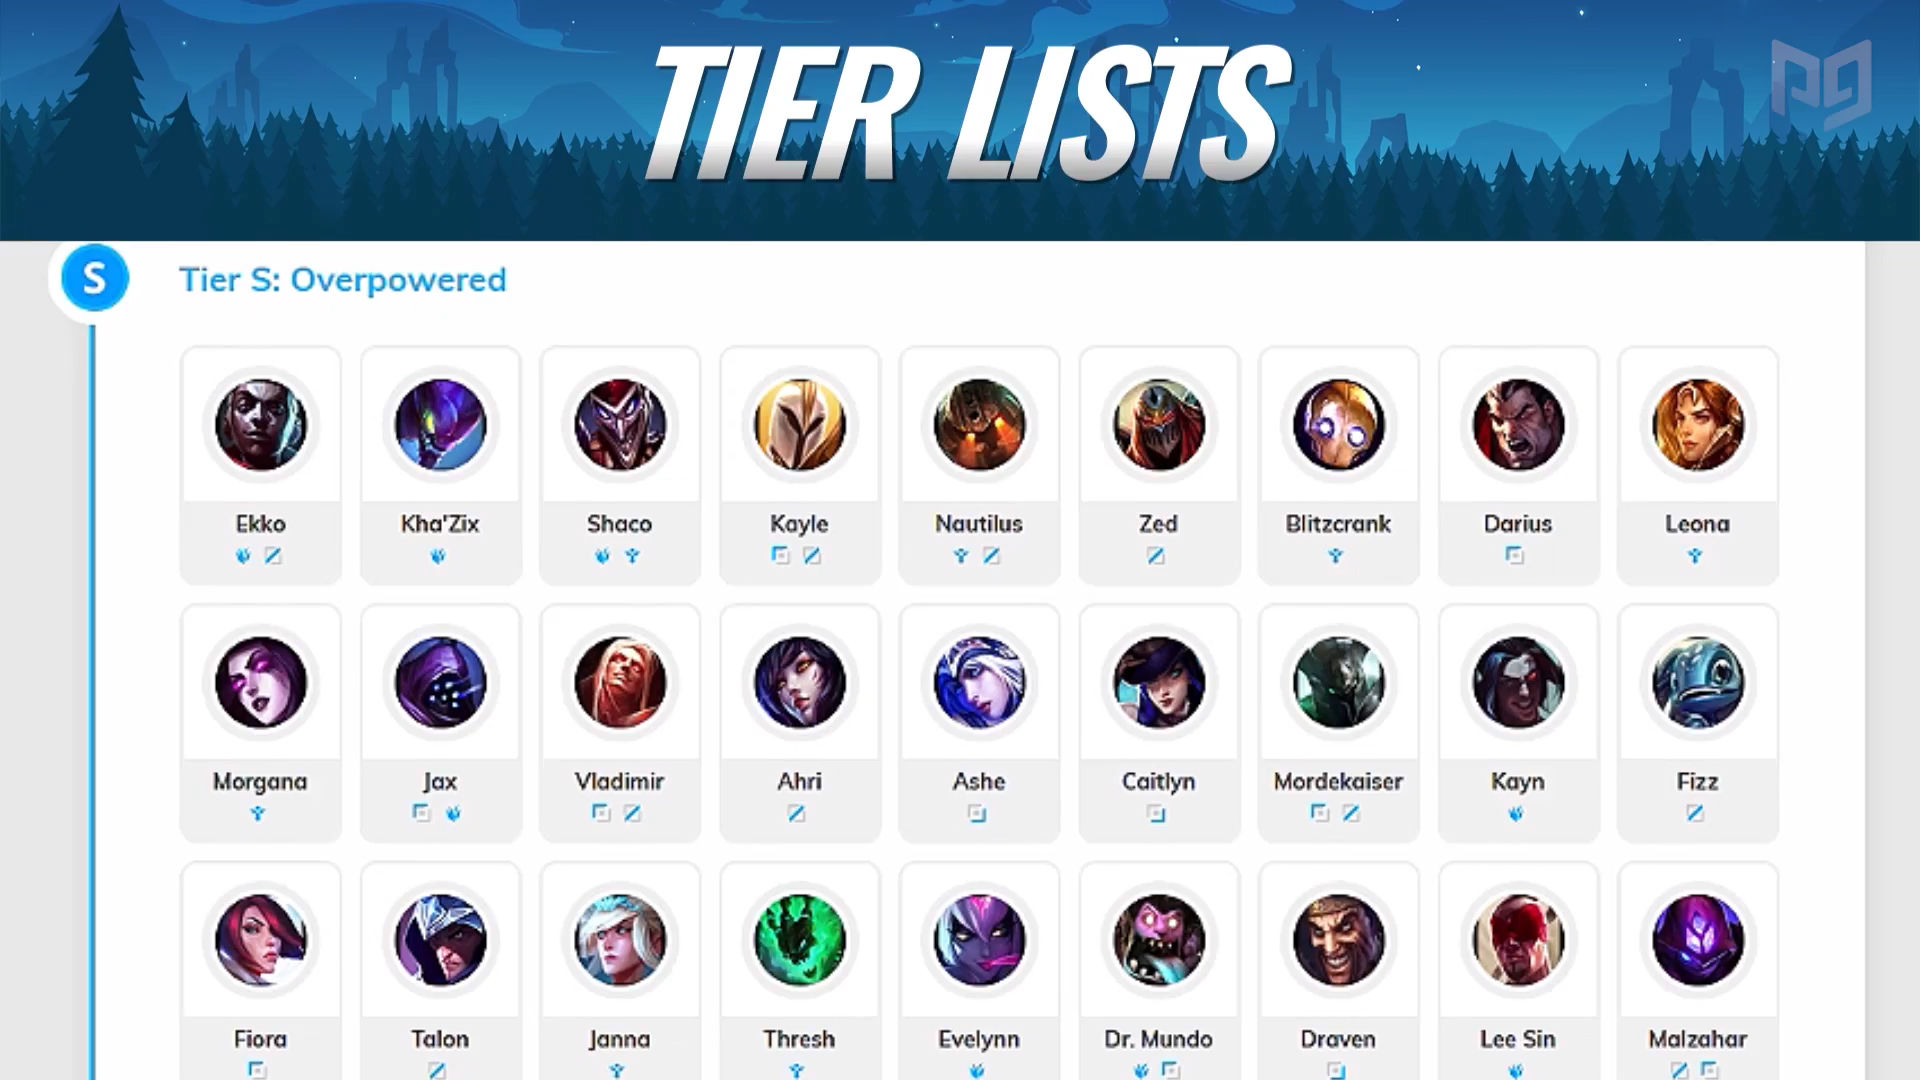 TIER LISTS
PG
S
Tier S: Overpowered
Ekko Kha'Zix Shaco Kayle Nautilus Zed Blitzcrank Darius Leona
Morgana Jax Vladimir Ahri Ashe Caitlyn Mordekaiser Kayn Fizz
Fiora Talon Janna Thresh Evelynn Dr. Mundo Draven Lee Sin Malzahar